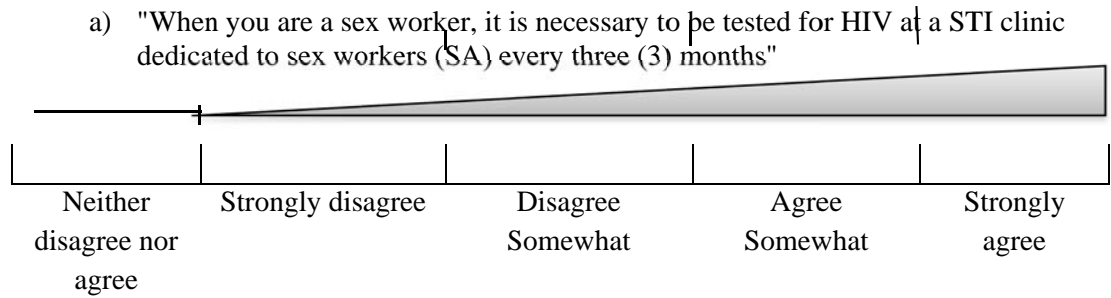 a) "When you are a sex worker, it is necessary to be tested for HIV at a STI clinic
dedicated to sex workers (SA) every three (3) months"
Neither
disagree nor
agree
Strongly disagree
Disagree
Somewhat
Agree
Somewhat
Strongly
agree